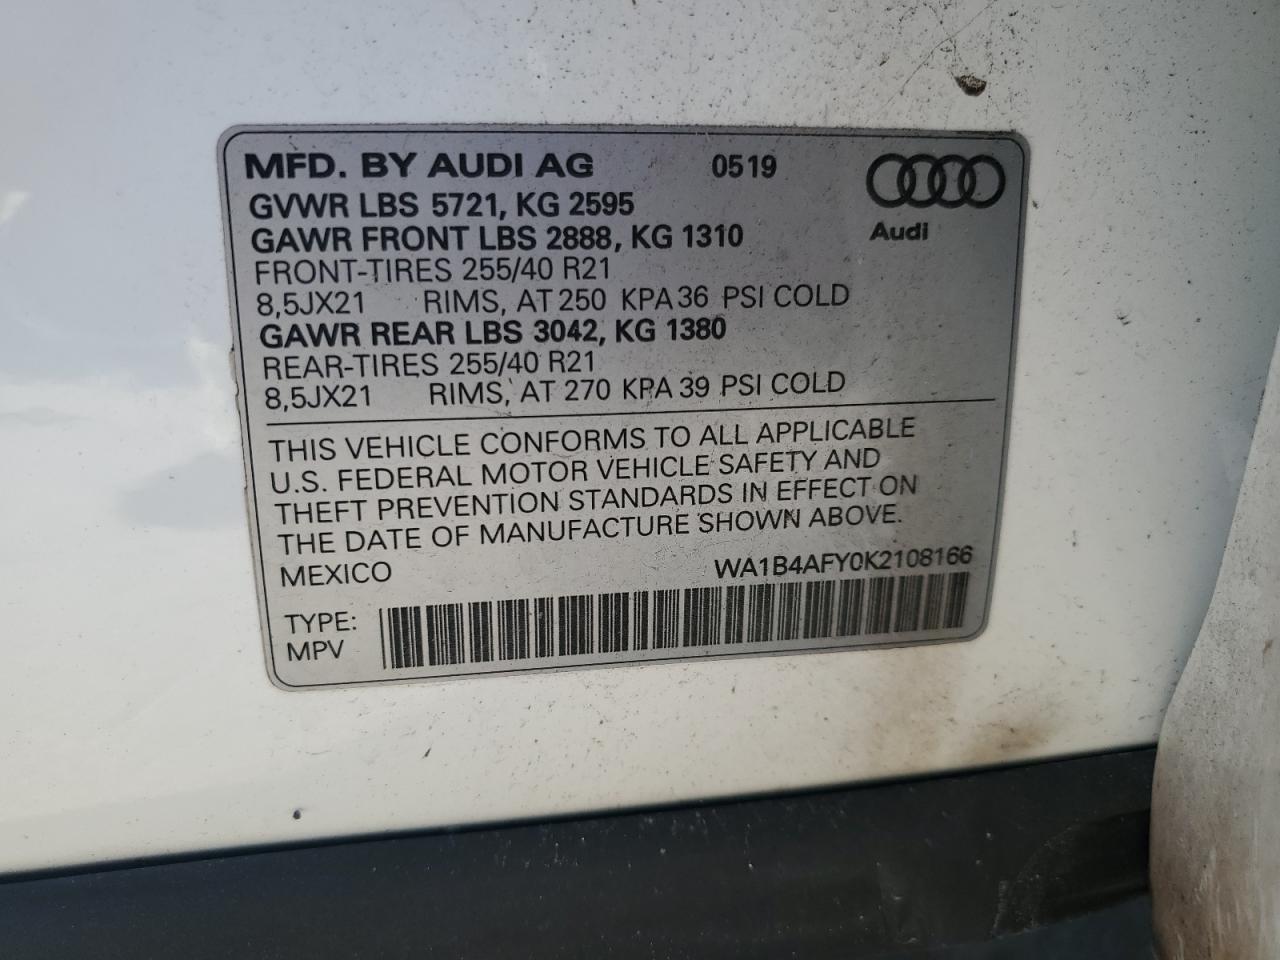 MFD. BY AUDI AG 0519
GVWR LBS 5721, KG 2595
Audi
GAWR FRONT LBS 2888, KG 1310
FRONT-TIRES 255/40 R21
8,5JX21 RIMS, AT 250 KPA 36 PSI COLD
GAWR REAR LBS 3042, KG 1380
REAR-TIRES 255/40 R21
8,5JX21 RIMS, AT 270 KPA 39 PSI COLD
THIS VEHICLE CONFORMS TO ALL APPLICABLE
U.S. FEDERAL MOTOR VEHICLE SAFETY AND
THEFT PREVENTION STANDARDS IN EFFECT ON
THE DATE OF MANUFACTURE SHOWN ABOVE.
MEXICO WA1B4AFY0K2108166
TYPE:
MPV